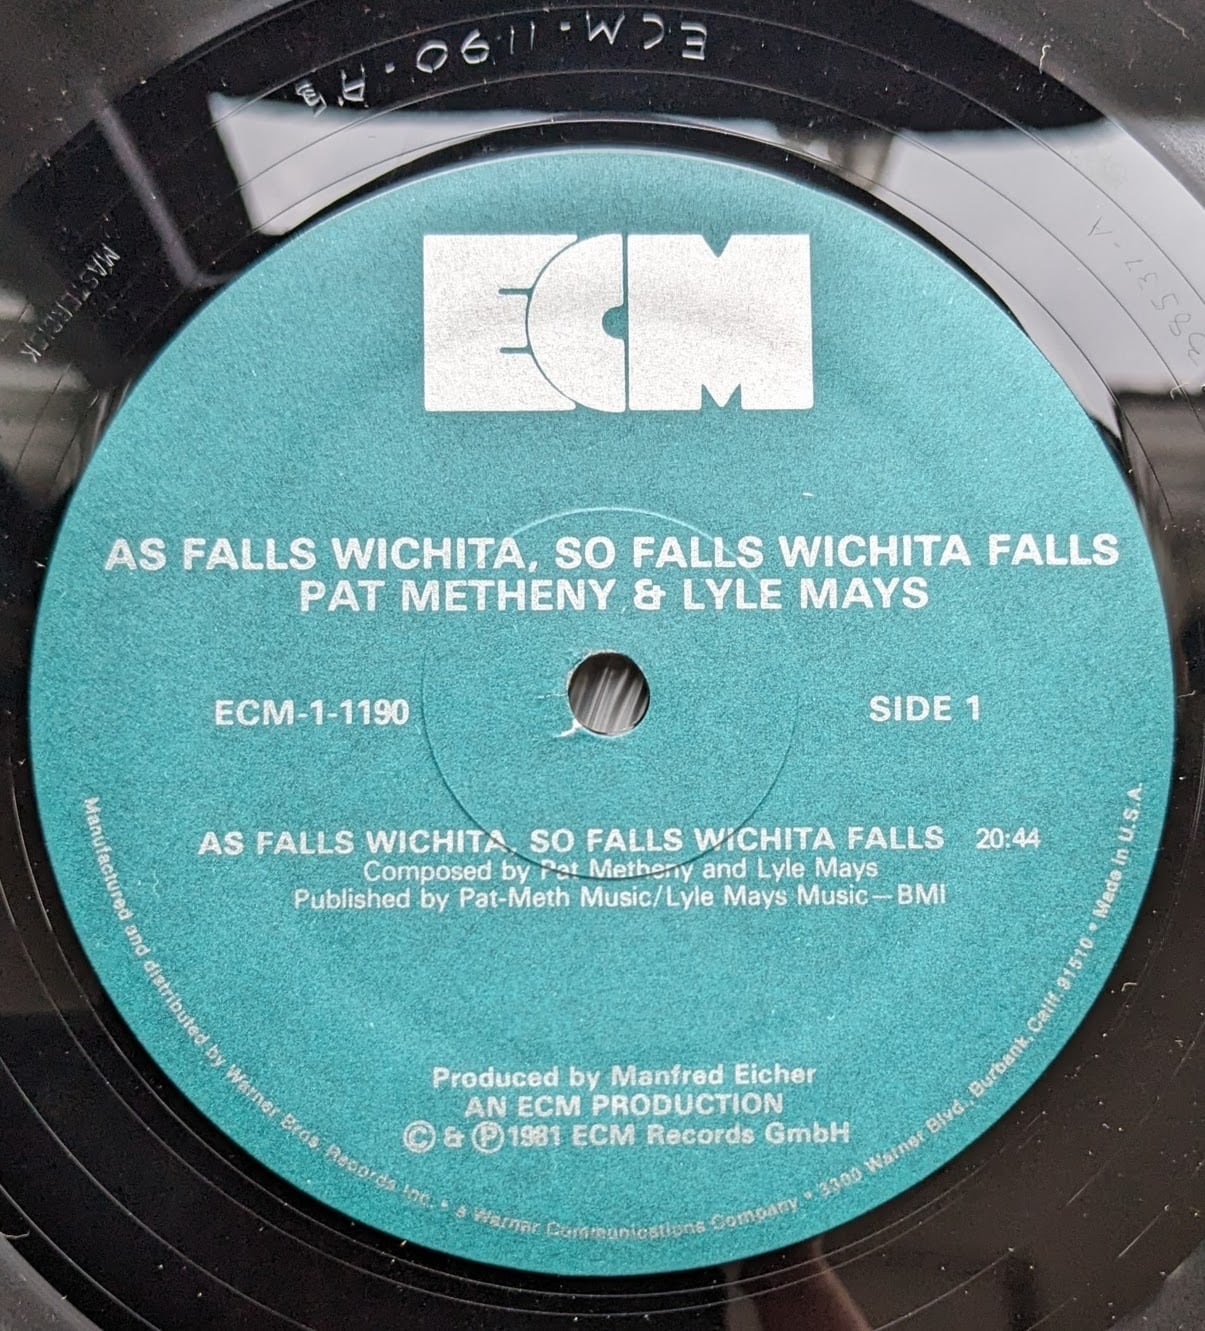 ECM-1190-A
MASTERDISK
38537-A
ECM
AS FALLS WICHITA, SO FALLS WICHITA FALLS
PAT METHENY & LYLE MAYS
ECM-1-1190
SIDE 1
AS FALLS WICHITA, SO FALLS WICHITA FALLS 20:44
Composed by Pat Metheny and Lyle Mays
Published by Pat-Meth Music/Lyle Mays Music—BMI
Produced by Manfred Eicher
AN ECM PRODUCTION
© & ℗ 1981 ECM Records GmbH
Manufactured and distributed by Warner Bros. Records Inc. • a Warner Communications Company • 3300 Warner Blvd., Burbank, Calif. 91510 • Made in U.S.A.